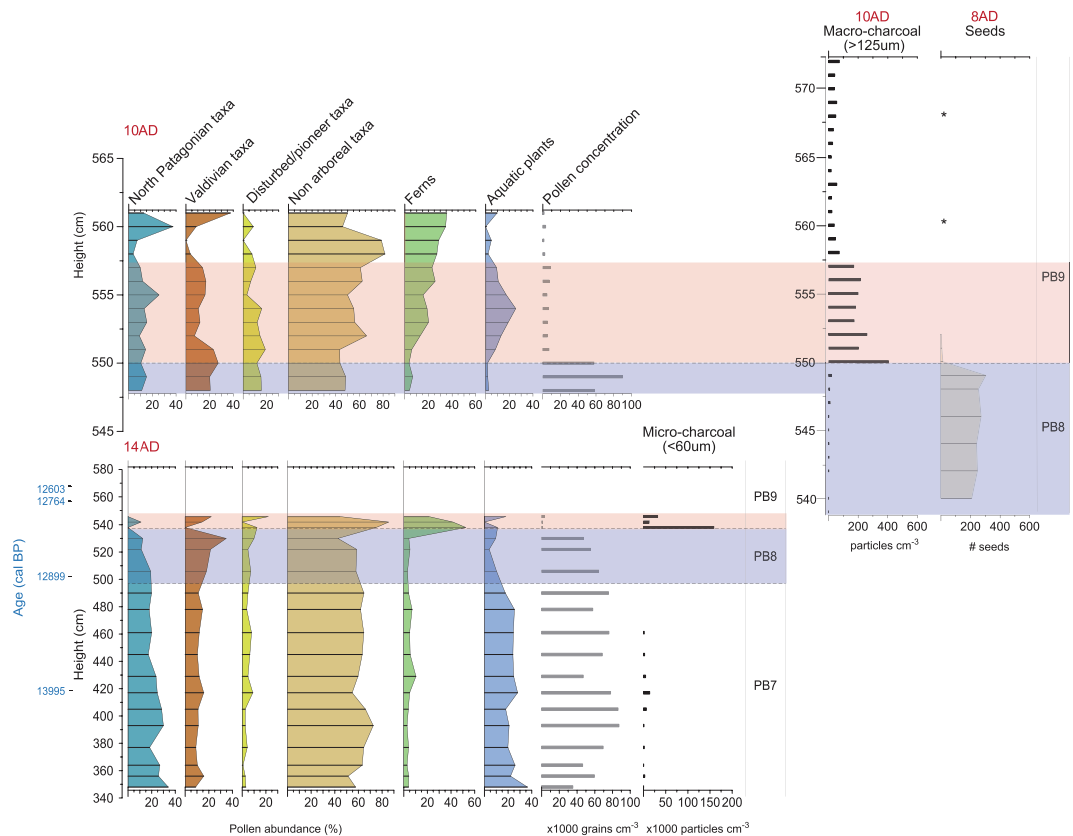 10AD
8AD
Macro-charcoal
(>125um)
Seeds
10AD
North Patagonian taxa
Valdivian taxa
Disturbed/pioneer taxa
Non arboreal taxa
Ferns
Aquatic plants
Pollen concentration
570
565
560
555
550
545
540
565
560
555
550
545
Height (cm)
PB9
PB8
20 40
20 40
20
20 40 60 80
20
20 40
20 40 60 80 100
200 400 600
200 400 600
particles cm-3
# seeds
*
*
14AD
Micro-charcoal
(<60um)
580
560
540
520
500
480
460
440
420
400
380
360
340
Height (cm)
12603
12764
12899
13995
Age (cal BP)
PB9
PB8
PB7
20 40
20 40
20
20 40 60 80
20 40 60
20 40
20 40 60 80 100
50 100 150 200
Pollen abundance (%)
x1000 grains cm-3
x1000 particles cm-3